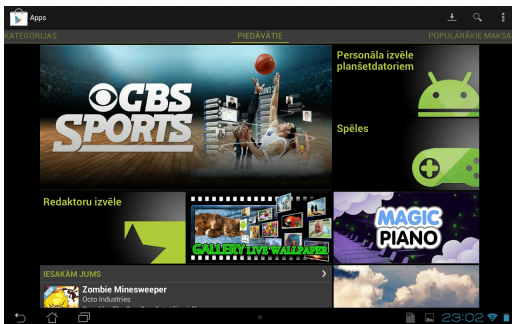 Apps
KATEGORIJAS
PIEDĀVĀTIE
POPULĀRĀKIE MAKSA
CBS
SPORTS
Personāla izvēle
planšetdatoriem
Spēles
Redaktoru izvēle
GALLERY LIVE WALLPAPER
MAGIC
PIANO
IESAKĀM JUMS
Zombie Minesweeper
Octo Industries
23:02